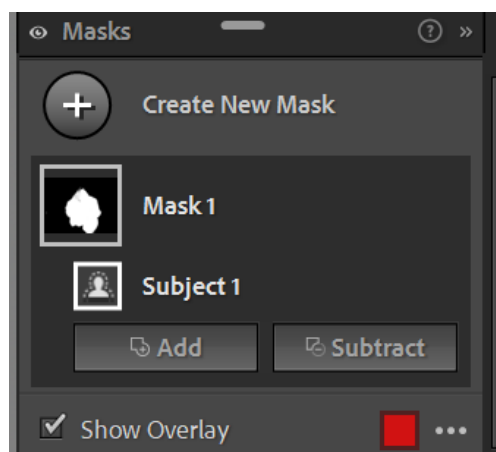 Masks
Create New Mask
Mask 1
Subject 1
Add
Subtract
Show Overlay